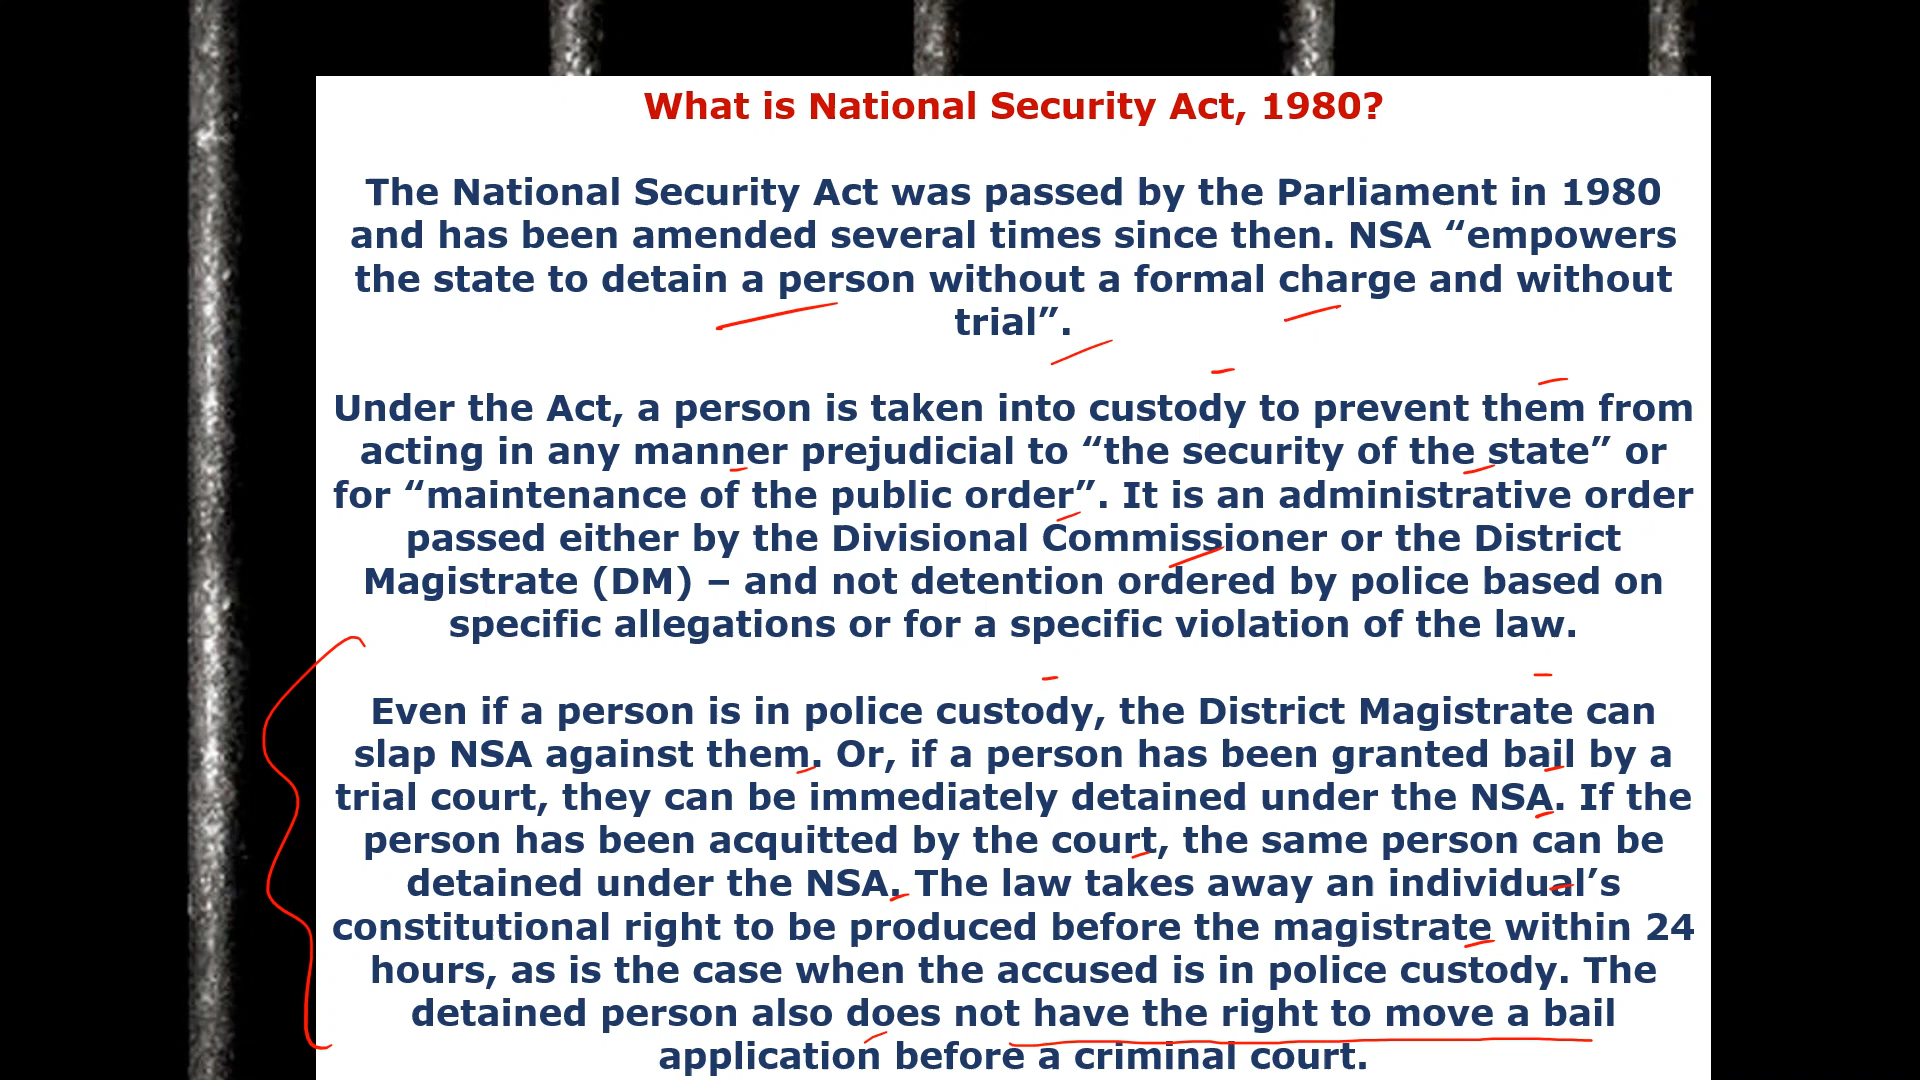 What is National Security Act, 1980?
The National Security Act was passed by the Parliament in 1980
and has been amended several times since then. NSA “empowers
the state to detain a person without a formal charge and without
trial”.
Under the Act, a person is taken into custody to prevent them from
acting in any manner prejudicial to “the security of the state” or
for “maintenance of the public order”. It is an administrative order
passed either by the Divisional Commissioner or the District
Magistrate (DM) – and not detention ordered by police based on
specific allegations or for a specific violation of the law.
Even if a person is in police custody, the District Magistrate can
slap NSA against them. Or, if a person has been granted bail by a
trial court, they can be immediately detained under the NSA. If the
person has been acquitted by the court, the same person can be
detained under the NSA. The law takes away an individual’s
constitutional right to be produced before the magistrate within 24
hours, as is the case when the accused is in police custody. The
detained person also does not have the right to move a bail
application before a criminal court.